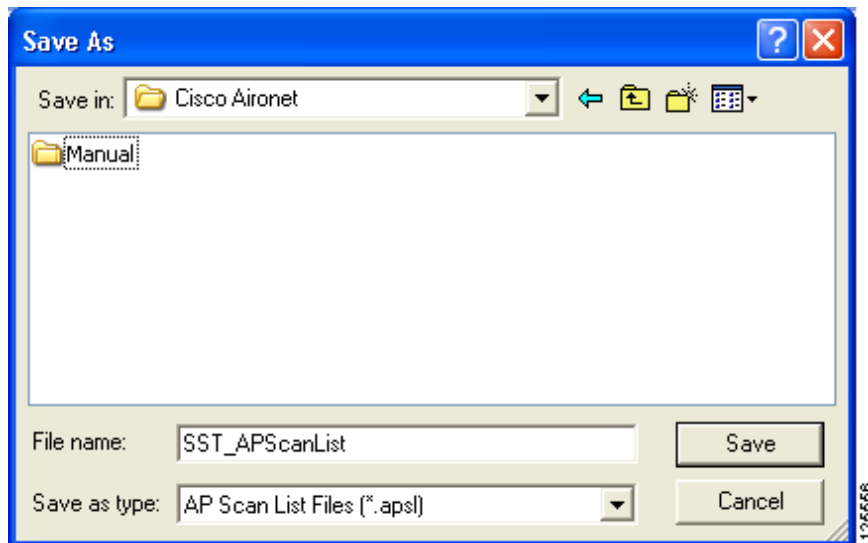 Save As
Save in: Cisco Aironet
Manual
File name: SST_APScanList Save
Save as type: AP Scan List Files (*.apsl) Cancel